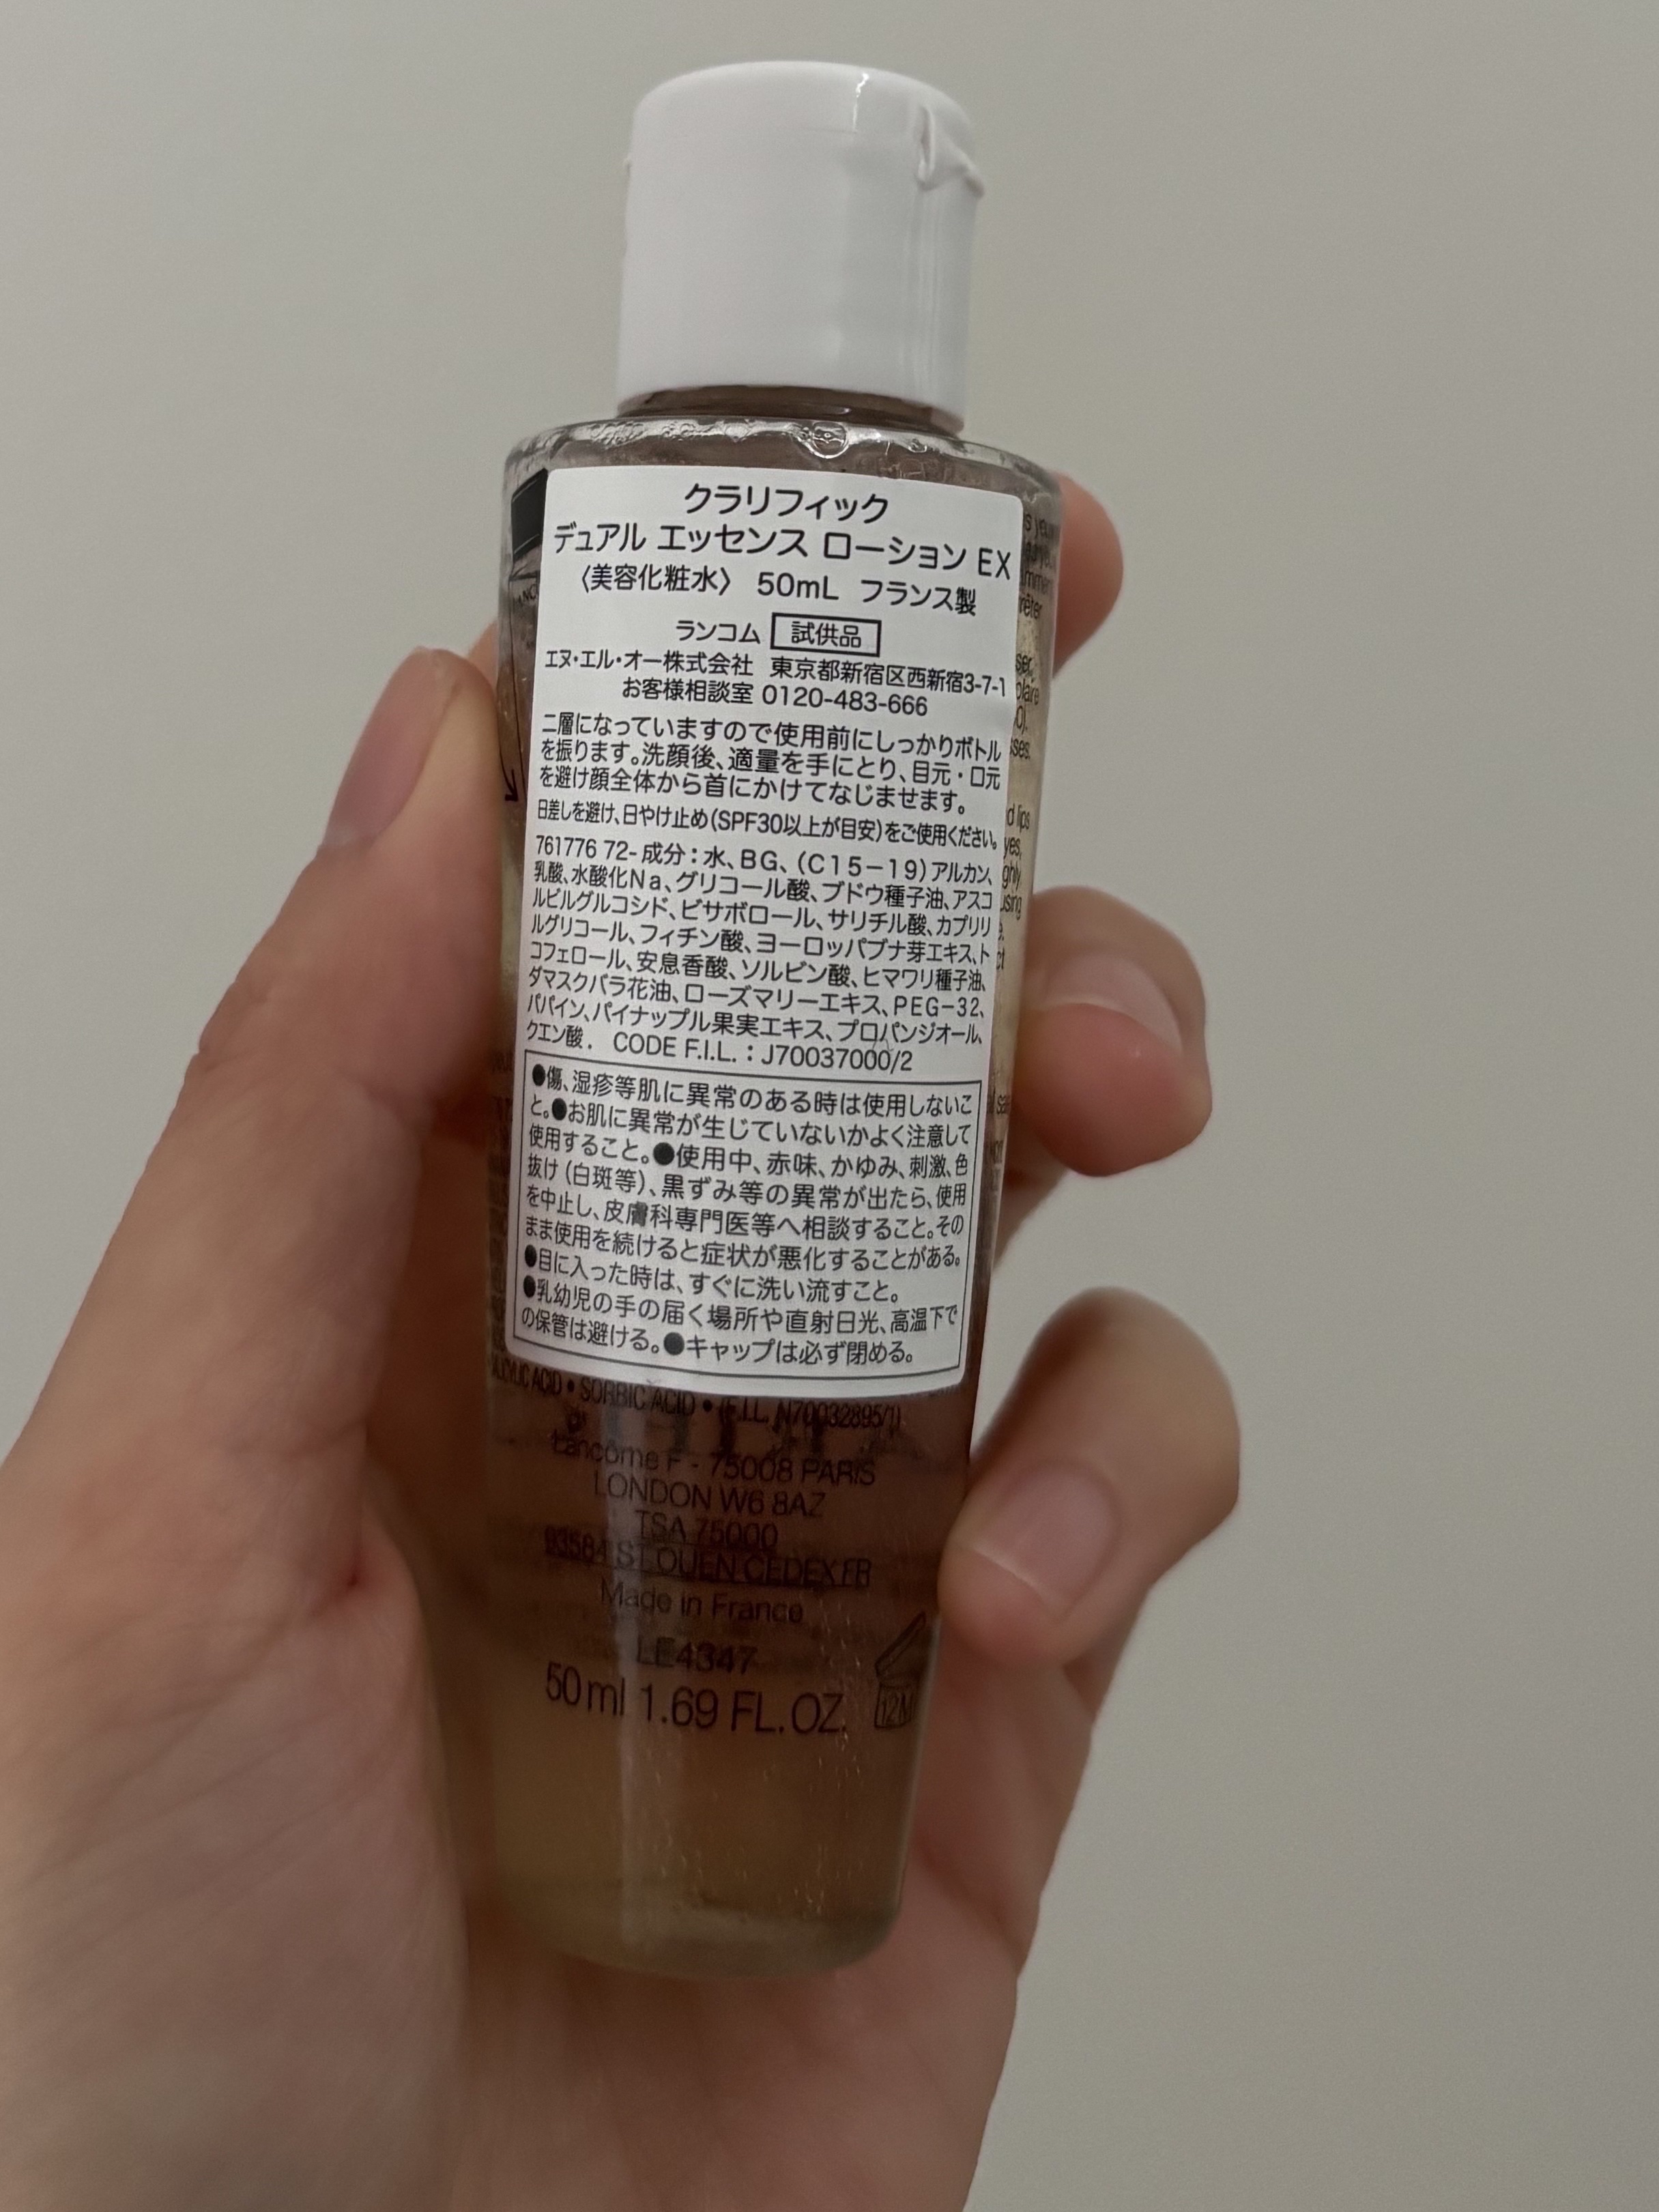 クラリフィック
デュアル エッセンス ローション EX
〈美容化粧水〉 50mL フランス製
ランコム 試供品
エヌ・エル・オー株式会社 東京都新宿区西新宿3-7-1
お客様相談室 0120-483-666
二層になっていますので使用前にしっかりボトル
を振ります。洗顔後、適量を手にとり、目元・口元
を避け顔全体から首にかけてなじませます。
日差しを避け、日やけ止め(SPF30以上が目安)をご使用ください。
761776 72- 成分：水、BG、（C15－19）アルカン、
乳酸、水酸化Na、グリコール酸、ブドウ種子油、アスコ
ルビルグルコシド、ビサボロール、サリチル酸、カプリリ
ルグリコール、フィチン酸、ヨーロッパブナ芽エキス、ト
コフェロール、安息香酸、ソルビン酸、ヒマワリ種子油、
ダマスクバラ花油、ローズマリーエキス、PEG-32、
パパイン、パイナップル果実エキス、プロパンジオール、
クエン酸． CODE F.I.L.：J70037000/2
●傷、湿疹等肌に異常のある時は使用しないこ
と。●お肌に異常が生じていないかよく注意して
使用すること。●使用中、赤味、かゆみ、刺激、色
抜け（白斑等）、黒ずみ等の異常が出たら、使用
を中止し、皮膚科専門医等へ相談すること。その
まま使用を続けると症状が悪化することがある。
●目に入った時は、すぐに洗い流すこと。
●乳幼児の手の届く場所や直射日光、高温下で
の保管は避ける。●キャップは必ず閉める。
ACID • SORBIC ACID • (F.I.L. N70032895/1)
Lancôme F - 75008 PARIS
LONDON W6 8AZ
TSA 75000
93584 ST OUEN CEDEX FR
Made in France
LE4347
50 ml 1.69 FL. OZ.
12M